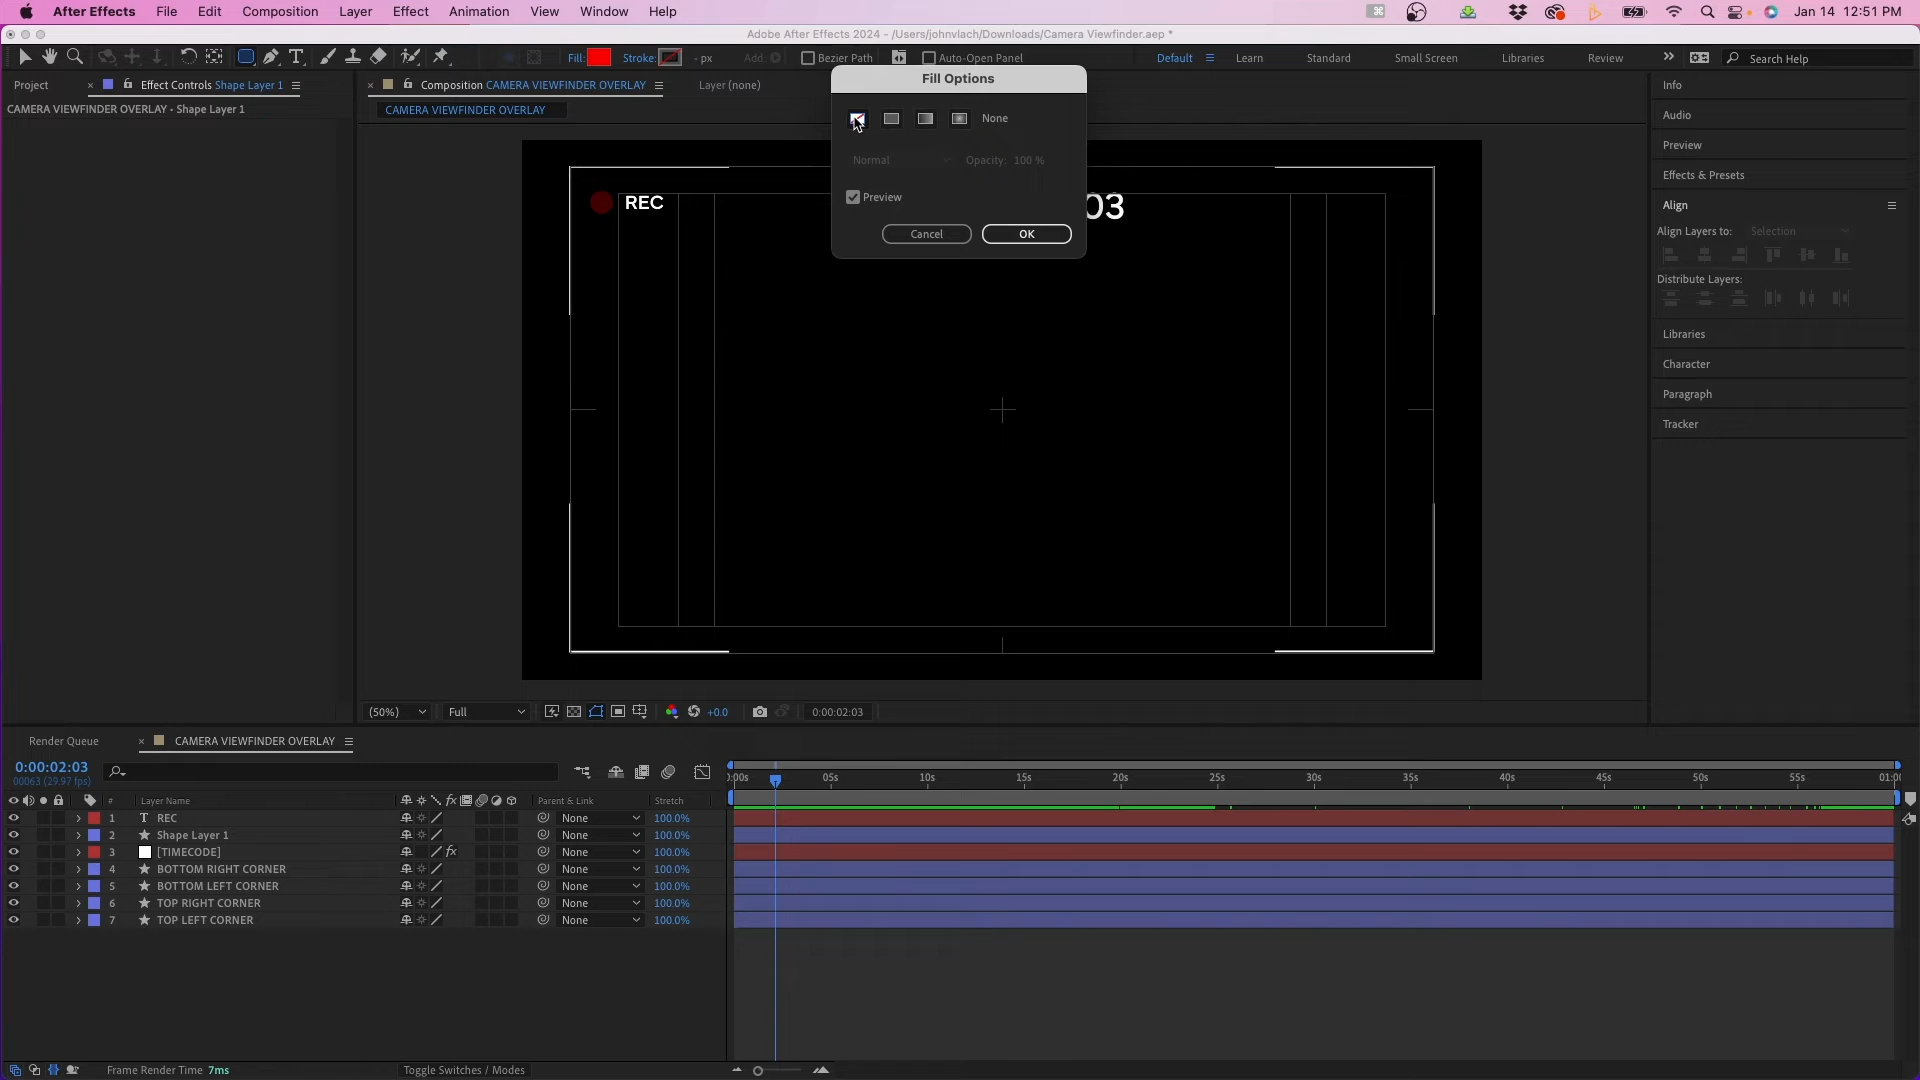 After Effects File Edit Composition Layer Effect Animation View Window Help Jan 14 12:51 PM
Adobe After Effects 2024 - /Users/johnvlach/Downloads/Camera Viewfinder.aep *
Fill: Stroke: - px Add: Bezier Path Auto-Open Panel Default Learn Standard Small Screen Libraries Review Search Help
Project Effect Controls Shape Layer 1 Composition CAMERA VIEWFINDER OVERLAY Layer (none)
CAMERA VIEWFINDER OVERLAY • Shape Layer 1
CAMERA VIEWFINDER OVERLAY
Fill Options
None
Normal Opacity: 100 %
Preview
Cancel OK
REC
03
Info
Audio
Preview
Effects & Presets
Align
Align Layers to: Selection
Distribute Layers:
Libraries
Character
Paragraph
Tracker
(50%) Full +0.0 0:00:02:03
Render Queue CAMERA VIEWFINDER OVERLAY
0:00:02:03
00063 (29.97 fps)
:00s 05s 10s 15s 20s 25s 30s 35s 40s 45s 50s 55s 01:0
# Layer Name fx Parent & Link Stretch
1 T REC None 100.0%
2 Shape Layer 1 None 100.0%
3 [TIMECODE] fx None 100.0%
4 BOTTOM RIGHT CORNER None 100.0%
5 BOTTOM LEFT CORNER None 100.0%
6 TOP RIGHT CORNER None 100.0%
7 TOP LEFT CORNER None 100.0%
Frame Render Time 7ms Toggle Switches / Modes